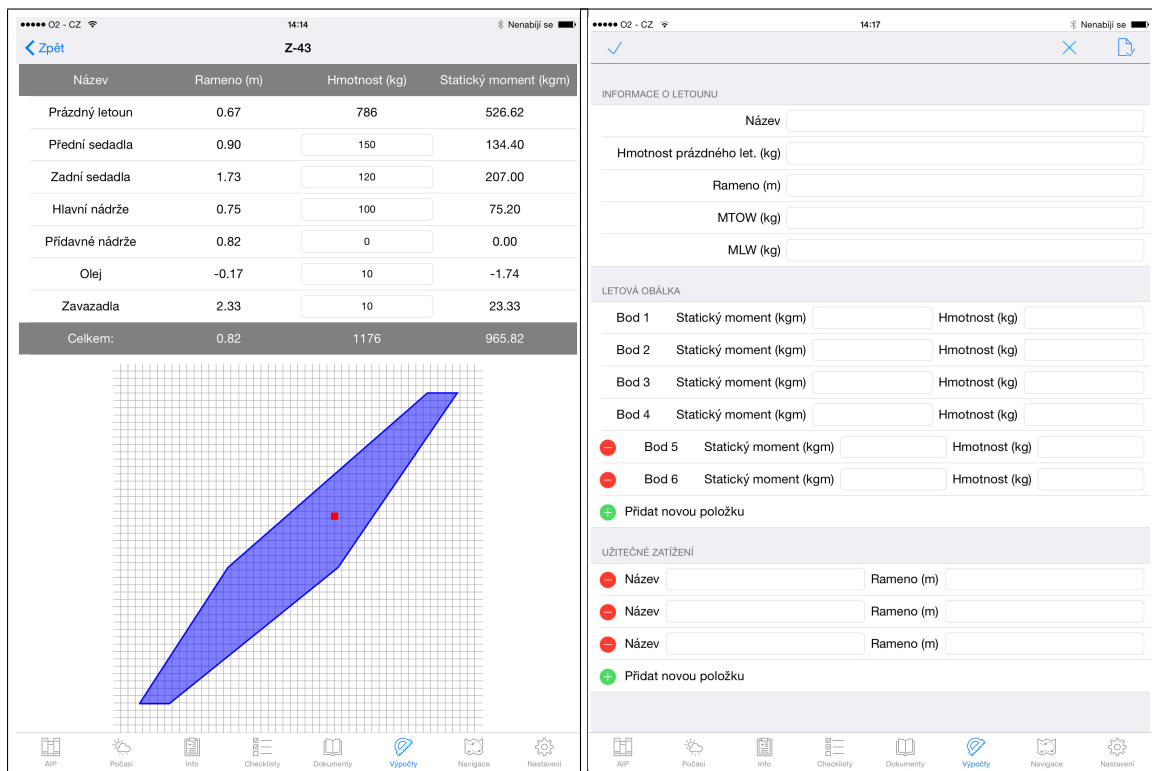 O2 - CZ 14:14 Nenabíjí se
Zpět Z-43
Název Rameno (m) Hmotnost (kg) Statický moment (kgm)
Prázdný letoun 0.67 786 526.62
Přední sedadla 0.90 150 134.40
Zadní sedadla 1.73 120 207.00
Hlavní nádrže 0.75 100 75.20
Přídavné nádrže 0.82 0 0.00
Olej -0.17 10 -1.74
Zavazadla 2.33 10 23.33
Celkem: 0.82 1176 965.82
AIP Počasí Info Checklisty Dokumenty Výpočty Navigace Nastavení
O2 - CZ 14:17 Nenabíjí se
INFORMACE O LETOUNU
Název
Hmotnost prázdného let. (kg)
Rameno (m)
MTOW (kg)
MLW (kg)
LETOVÁ OBÁLKA
Bod 1 Statický moment (kgm) Hmotnost (kg)
Bod 2 Statický moment (kgm) Hmotnost (kg)
Bod 3 Statický moment (kgm) Hmotnost (kg)
Bod 4 Statický moment (kgm) Hmotnost (kg)
Bod 5 Statický moment (kgm) Hmotnost (kg)
Bod 6 Statický moment (kgm) Hmotnost (kg)
Přidat novou položku
UŽITEČNÉ ZATÍŽENÍ
Název Rameno (m)
Název Rameno (m)
Název Rameno (m)
Přidat novou položku
AIP Počasí Info Checklisty Dokumenty Výpočty Navigace Nastavení